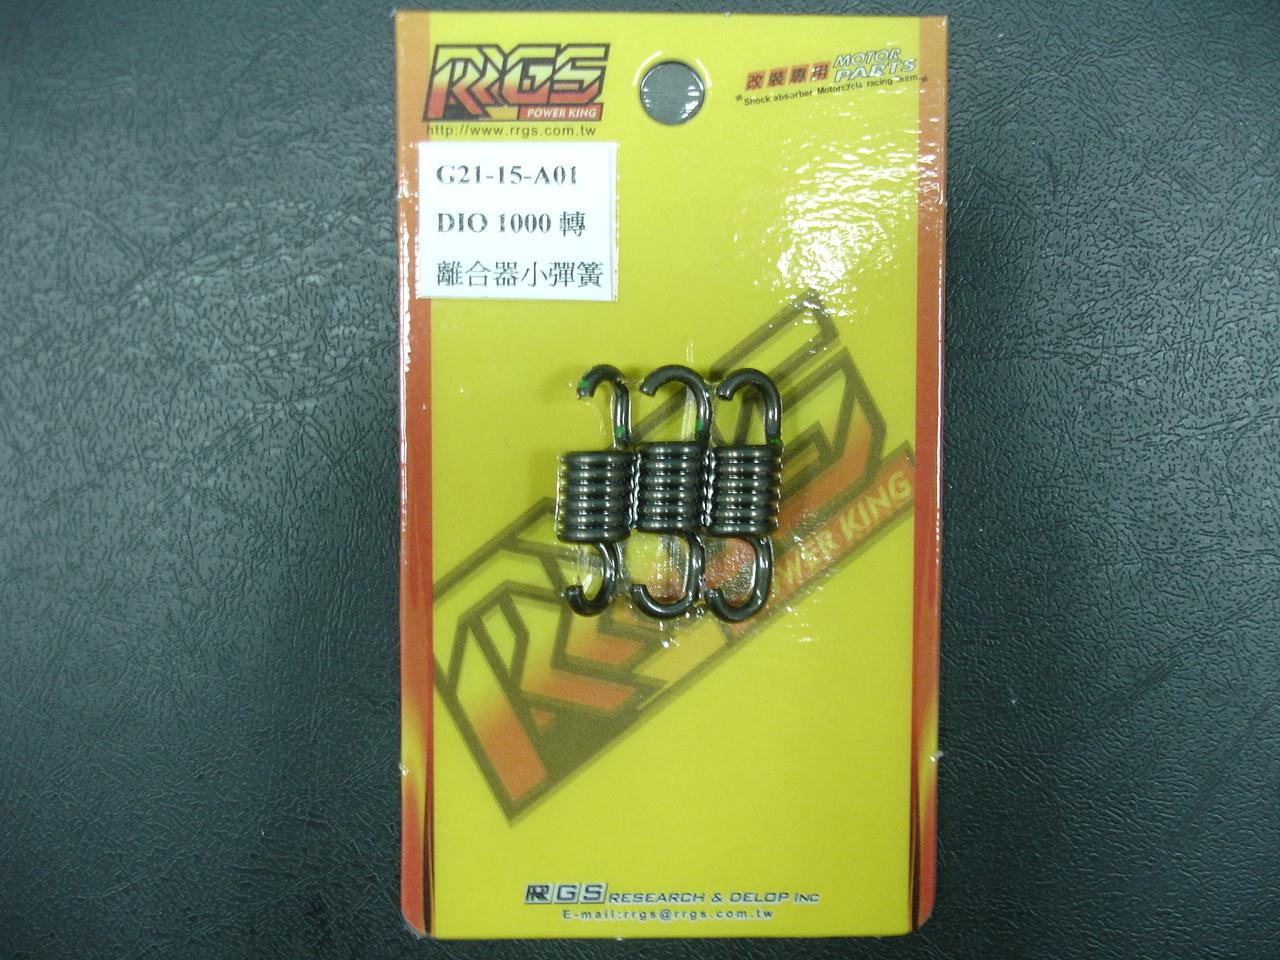 RRGS
POWER KING
http://www.rrgs.com.tw
改裝專用 MOTOR PARTS
Shock absorber Motorcycle racing team
G21-15-A01
DIO 1000 轉
離合器小彈簧
RRGS
POWER KING
RRGS RESEARCH & DELOP INC
E-mail:rrgs@rrgs.com.tw